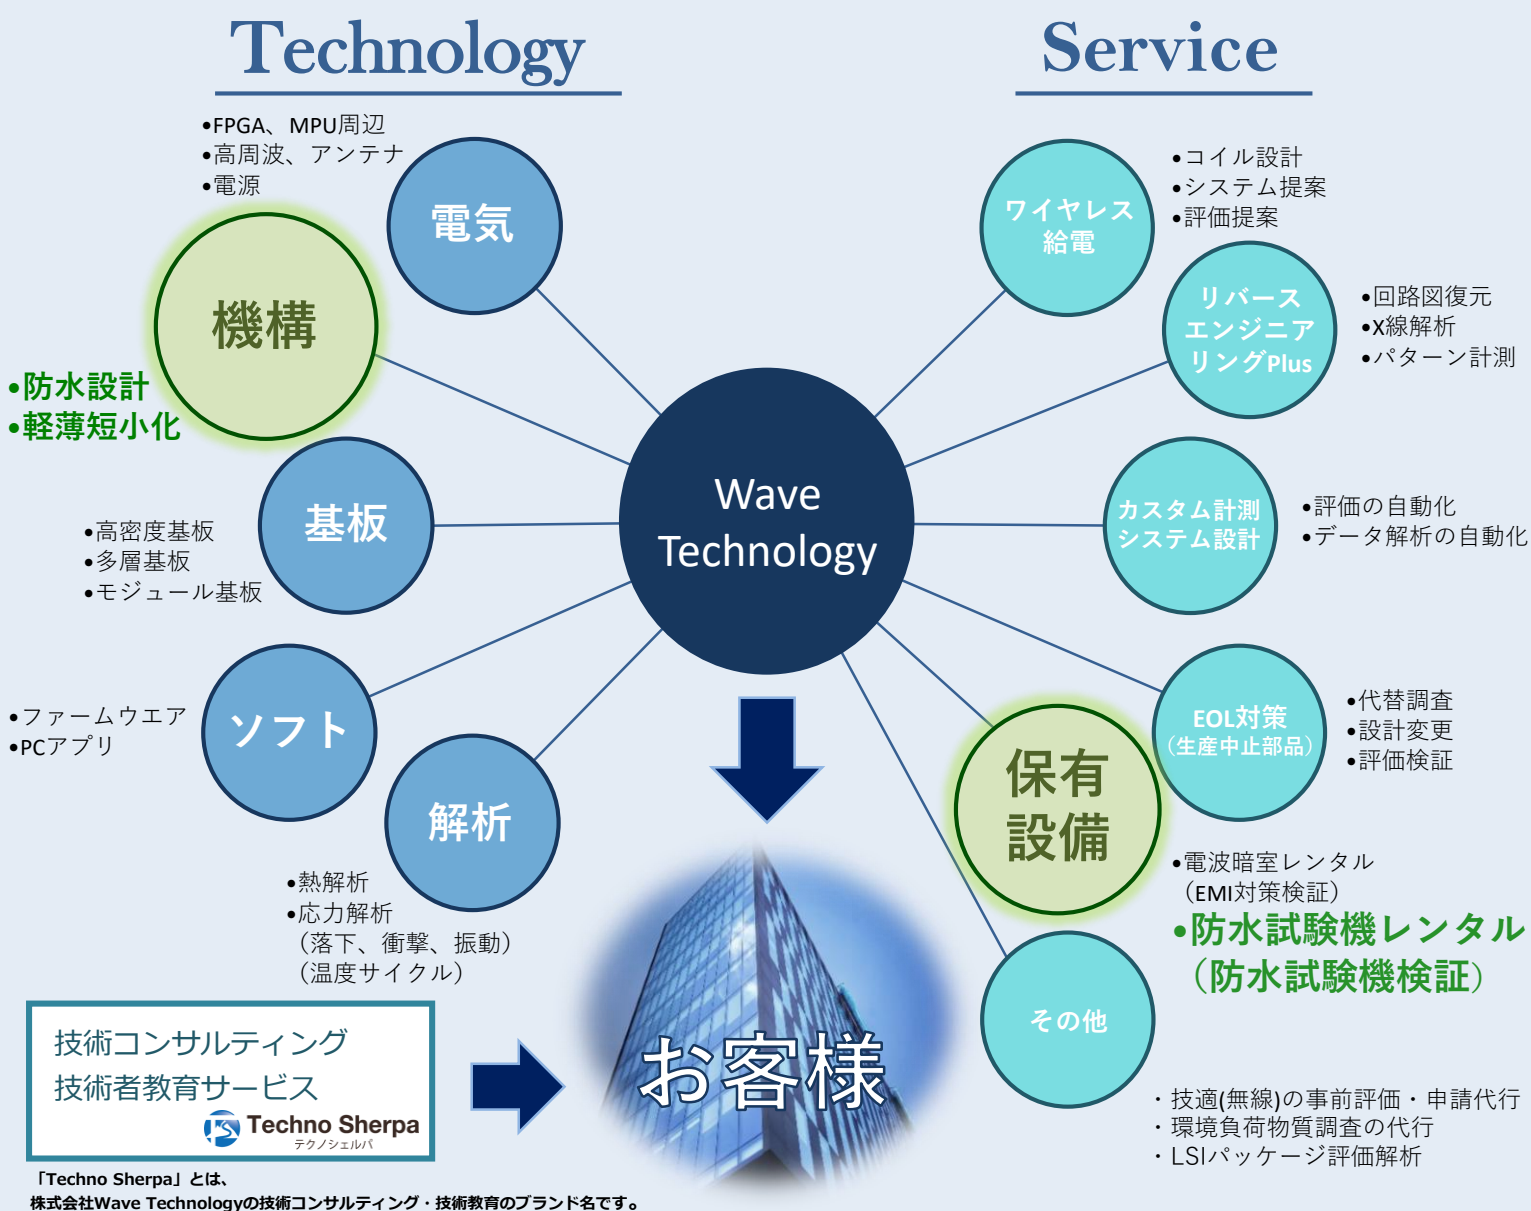 Technology
•FPGA、MPU周辺
•高周波、アンテナ
•電源
電気
機構
•防水設計
•軽薄短小化
基板
•高密度基板
•多層基板
•モジュール基板
ソフト
•ファームウエア
•PCアプリ
解析
•熱解析
•応力解析
（落下、衝撃、振動）
（温度サイクル）
Wave
Technology
Service
ワイヤレス
給電
•コイル設計
•システム提案
•評価提案
リバース
エンジニア
リングPlus
•回路図復元
•X線解析
•パターン計測
カスタム計測
システム設計
•評価の自動化
•データ解析の自動化
EOL対策
（生産中止部品）
•代替調査
•設計変更
•評価検証
保有
設備
•電波暗室レンタル
（EMI対策検証）
•防水試験機レンタル
（防水試験機検証）
その他
・技適(無線)の事前評価・申請代行
・環境負荷物質調査の代行
・LSIパッケージ評価解析
お客様
技術コンサルティング
技術者教育サービス
Techno Sherpa
テクノシェルパ
「Techno Sherpa」とは、
株式会社Wave Technologyの技術コンサルティング・技術教育のブランド名です。